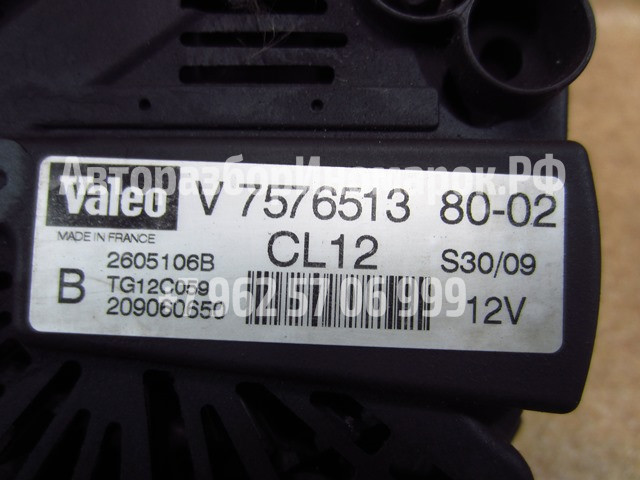 АвторазборИномарок.РФ
Valeo V 7576513 80-02
MADE IN FRANCE
CL12
2605106B S30/09
B TG12C059
+7 962 57 06 999
209060650 12V